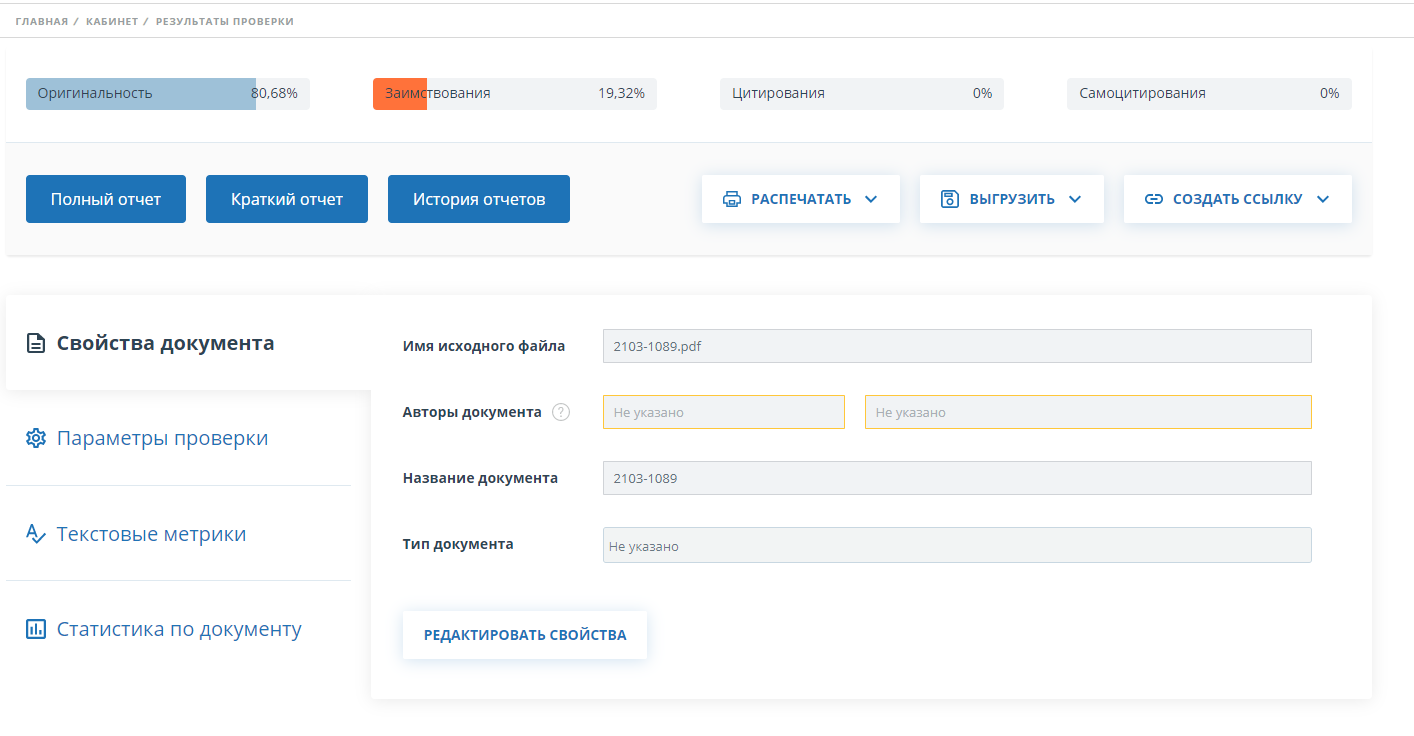 ГЛАВНАЯ / КАБИНЕТ / РЕЗУЛЬТАТЫ ПРОВЕРКИ
Оригинальность 80,68% Заимствования 19,32% Цитирования 0% Самоцитирования 0%
Полный отчет Краткий отчет История отчетов РАСПЕЧАТАТЬ ВЫГРУЗИТЬ СОЗДАТЬ ССЫЛКУ
Свойства документа
Параметры проверки
Текстовые метрики
Статистика по документу
Имя исходного файла 2103-1089.pdf
Авторы документа ? Не указано Не указано
Название документа 2103-1089
Тип документа Не указано
РЕДАКТИРОВАТЬ СВОЙСТВА